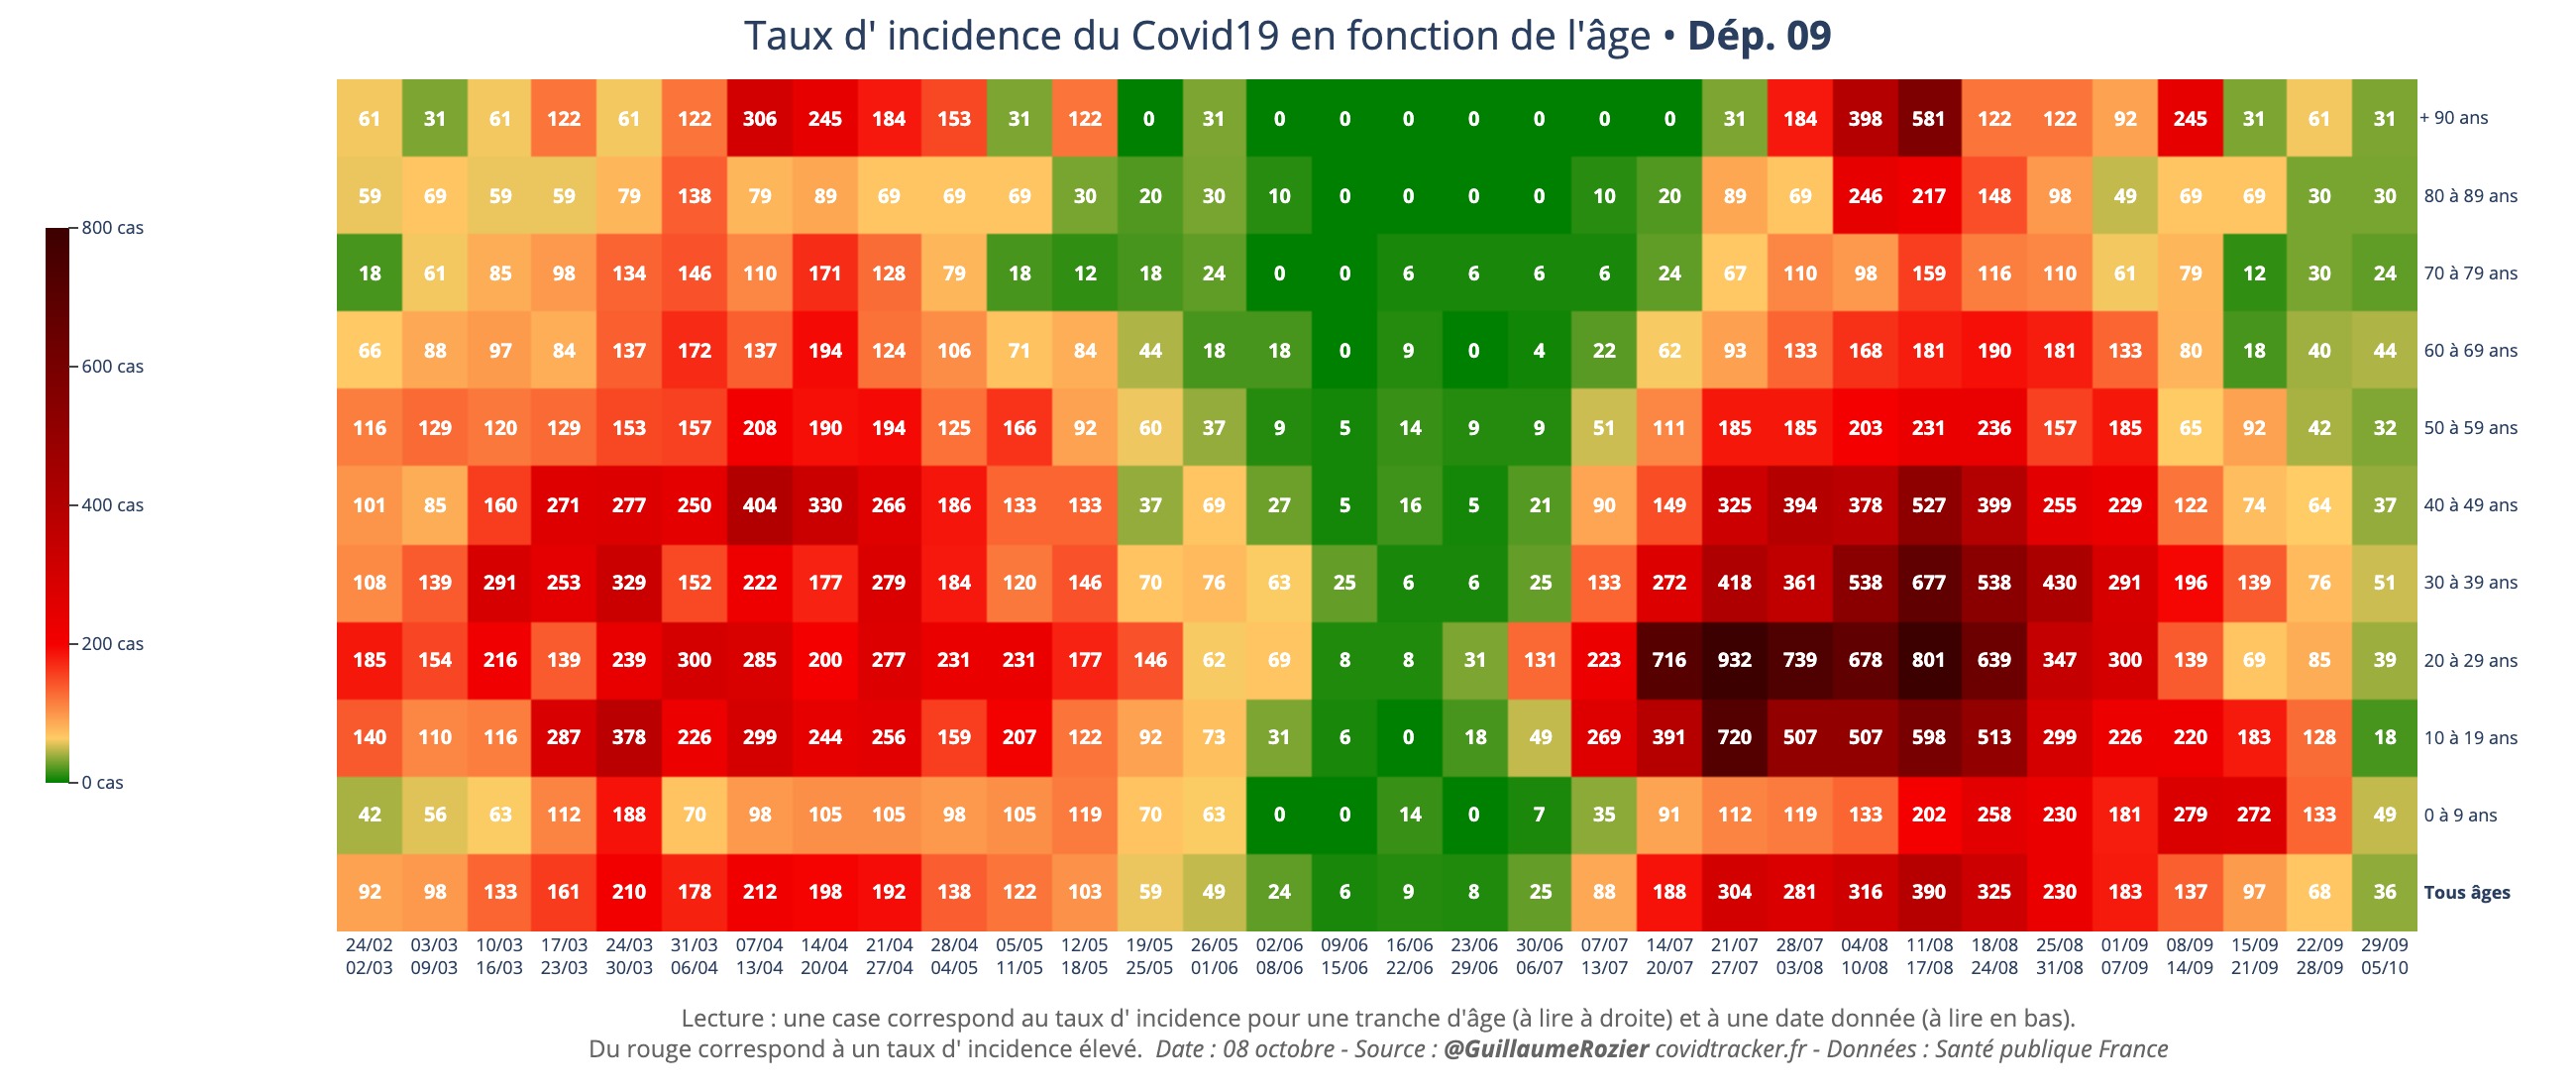 Taux d' incidence du Covid19 en fonction de l'âge • Dép. 09
61 31 61 122 61 122 306 245 184 153 31 122 0 31 0 0 0 0 0 0 0 31 184 398 581 122 122 92 245 31 61 31 + 90 ans
59 69 59 59 79 138 79 89 69 69 69 30 20 30 10 0 0 0 0 10 20 89 69 246 217 148 98 49 69 69 30 30 80 à 89 ans
800 cas
18 61 85 98 134 146 110 171 128 79 18 12 18 24 0 0 6 6 6 6 24 67 110 98 159 116 110 61 79 12 30 24 70 à 79 ans
66 88 97 84 137 172 137 194 124 106 71 84 44 18 18 0 9 0 4 22 62 93 133 168 181 190 181 133 80 18 40 44 60 à 69 ans
600 cas
116 129 120 129 153 157 208 190 194 125 166 92 60 37 9 5 14 9 9 51 111 185 185 203 231 236 157 185 65 92 42 32 50 à 59 ans
400 cas
101 85 160 271 277 250 404 330 266 186 133 133 37 69 27 5 16 5 21 90 149 325 394 378 527 399 255 229 122 74 64 37 40 à 49 ans
108 139 291 253 329 152 222 177 279 184 120 146 70 76 63 25 6 6 25 133 272 418 361 538 677 538 430 291 196 139 76 51 30 à 39 ans
200 cas
185 154 216 139 239 300 285 200 277 231 231 177 146 62 69 8 8 31 131 223 716 932 739 678 801 639 347 300 139 69 85 39 20 à 29 ans
140 110 116 287 378 226 299 244 256 159 207 122 92 73 31 6 0 18 49 269 391 720 507 507 598 513 299 226 220 183 128 18 10 à 19 ans
0 cas
42 56 63 112 188 70 98 105 105 98 105 119 70 63 0 0 14 0 7 35 91 112 119 133 202 258 230 181 279 272 133 49 0 à 9 ans
92 98 133 161 210 178 212 198 192 138 122 103 59 49 24 6 9 8 25 88 188 304 281 316 390 325 230 183 137 97 68 36 Tous âges
24/02 03/03 10/03 17/03 24/03 31/03 07/04 14/04 21/04 28/04 05/05 12/05 19/05 26/05 02/06 09/06 16/06 23/06 30/06 07/07 14/07 21/07 28/07 04/08 11/08 18/08 25/08 01/09 08/09 15/09 22/09 29/09
02/03 09/03 16/03 23/03 30/03 06/04 13/04 20/04 27/04 04/05 11/05 18/05 25/05 01/06 08/06 15/06 22/06 29/06 06/07 13/07 20/07 27/07 03/08 10/08 17/08 24/08 31/08 07/09 14/09 21/09 28/09 05/10
Lecture : une case correspond au taux d' incidence pour une tranche d'âge (à lire à droite) et à une date donnée (à lire en bas).
Du rouge correspond à un taux d' incidence élevé. Date : 08 octobre - Source : @GuillaumeRozier covidtracker.fr - Données : Santé publique France